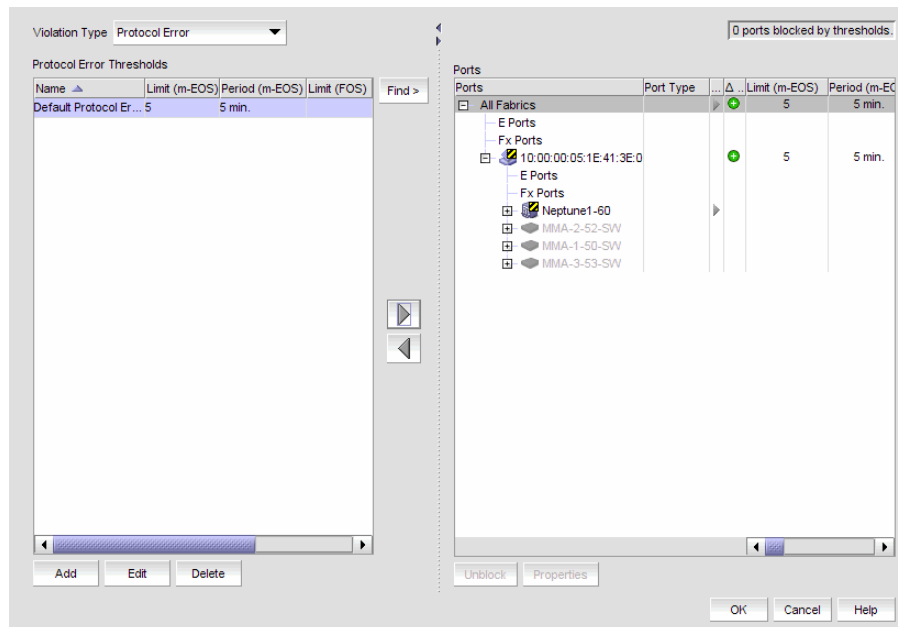 Violation Type Protocol Error
0 ports blocked by thresholds.
Protocol Error Thresholds
Name Limit (m-EOS) Period (m-EOS) Limit (FOS)
Default Protocol Er... 5 5 min.
Find >
Ports
Ports Port Type ... Δ .. Limit (m-EOS) Period (m-EC
All Fabrics 5 5 min.
E Ports
Fx Ports
10:00:00:05:1E:41:3E:0 5 5 min.
E Ports
Fx Ports
Neptune1-60
MMA-2-52-SW
MMA-1-50-SW
MMA-3-53-SW
Add Edit Delete
Unblock Properties
OK Cancel Help